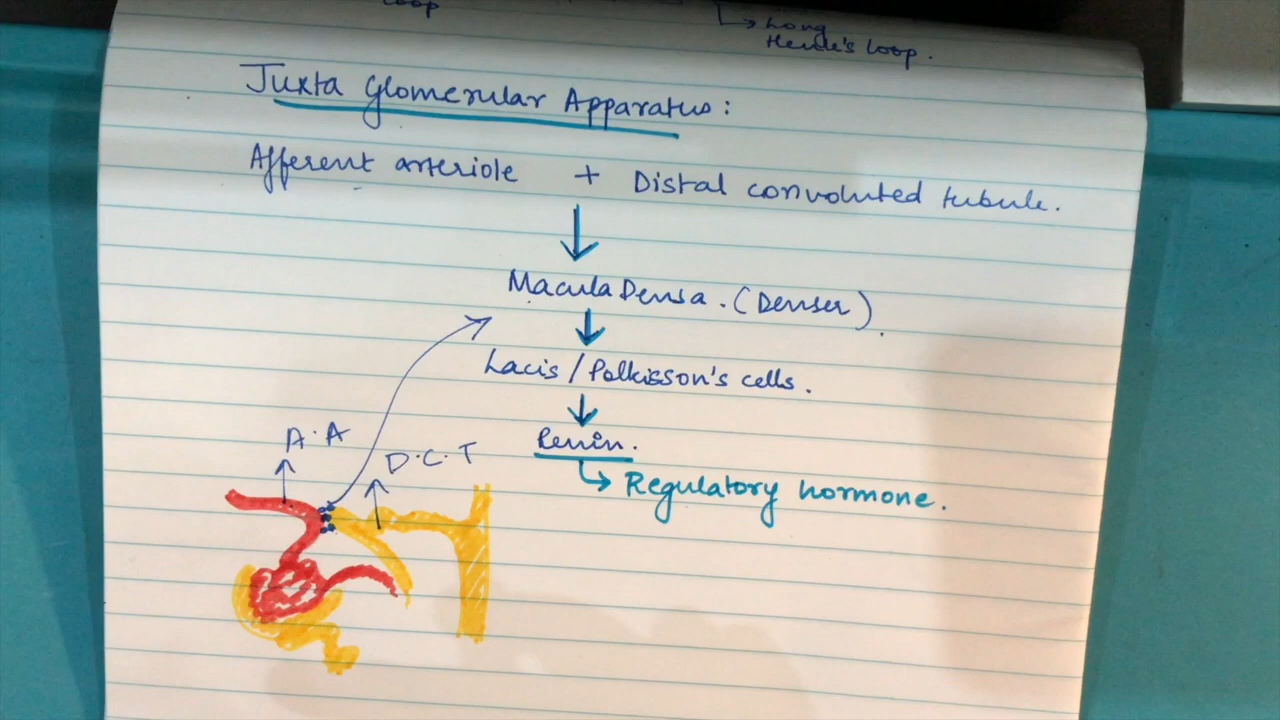 loop
→ Long
Henle's loop.
Juxta Glomerular Apparatus:
Afferent arteriole + Distal convoluted tubule.
↓
Macula Densa. (Denser)
↓
Lacis / Polkisson's cells.
↓
Renin.
↳ Regulatory hormone.
A.A
D.C.T